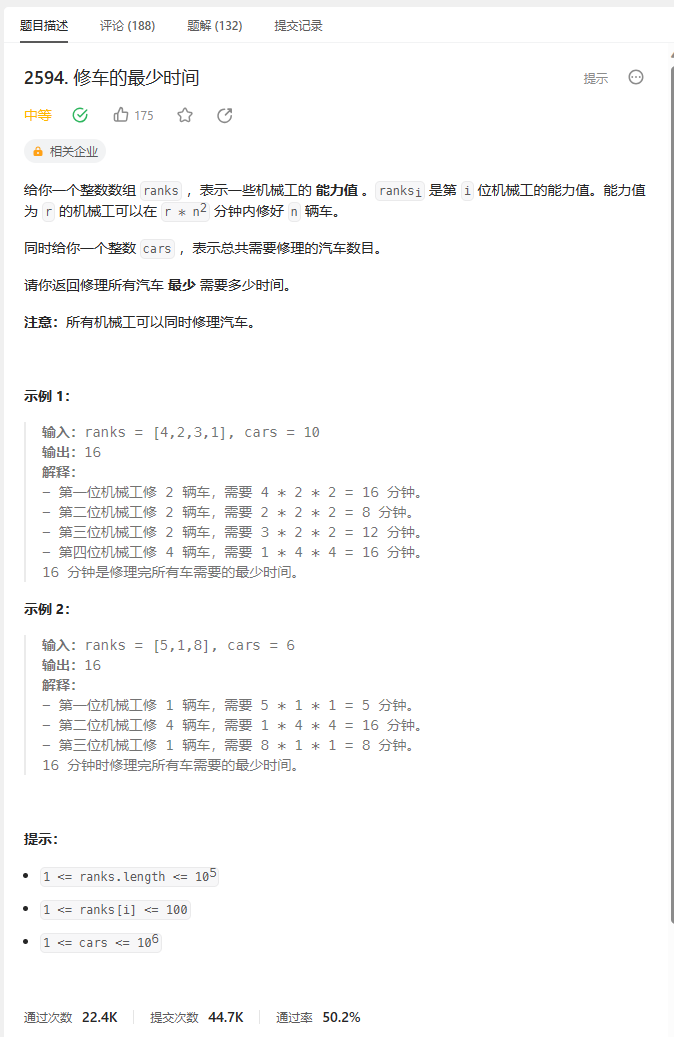 题目描述 评论 (188) 题解 (132) 提交记录
2594. 修车的最少时间 提示
中等 175
相关企业
给你一个整数数组 ranks ，表示一些机械工的 能力值 。ranksi 是第 i 位机械工的能力值。能力值
为 r 的机械工可以在 r * n2 分钟内修好 n 辆车。
同时给你一个整数 cars ，表示总共需要修理的汽车数目。
请你返回修理所有汽车 最少 需要多少时间。
注意：所有机械工可以同时修理汽车。
示例 1：
输入：ranks = [4,2,3,1], cars = 10
输出：16
解释：
- 第一位机械工修 2 辆车，需要 4 * 2 * 2 = 16 分钟。
- 第二位机械工修 2 辆车，需要 2 * 2 * 2 = 8 分钟。
- 第三位机械工修 2 辆车，需要 3 * 2 * 2 = 12 分钟。
- 第四位机械工修 4 辆车，需要 1 * 4 * 4 = 16 分钟。
16 分钟是修理完所有车需要的最少时间。
示例 2：
输入：ranks = [5,1,8], cars = 6
输出：16
解释：
- 第一位机械工修 1 辆车，需要 5 * 1 * 1 = 5 分钟。
- 第二位机械工修 4 辆车，需要 1 * 4 * 4 = 16 分钟。
- 第三位机械工修 1 辆车，需要 8 * 1 * 1 = 8 分钟。
16 分钟时修理完所有车需要的最少时间。
提示：
1 <= ranks.length <= 105
1 <= ranks[i] <= 100
1 <= cars <= 106
通过次数 22.4K 提交次数 44.7K 通过率 50.2%